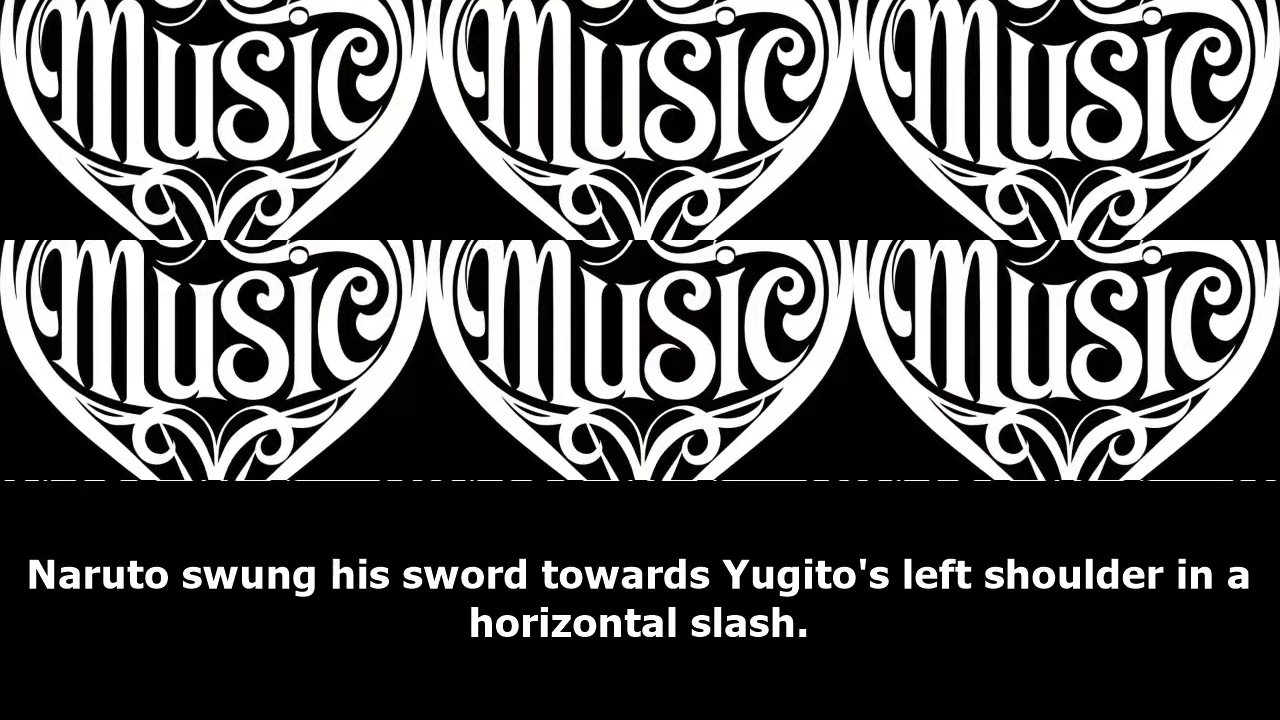 music music music
music music music
Naruto swung his sword towards Yugito's left shoulder in a
horizontal slash.